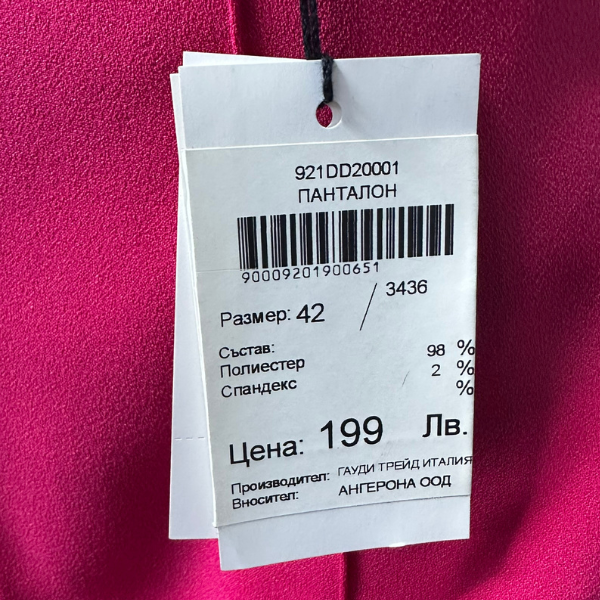 921DD20001
ПАНТАЛОН
90009201900651
Размер: 42 / 3436
Състав:
Полиестер 98 %
Спандекс 2 %
%
Цена: 199 Лв.
Производител: ГАУДИ ТРЕЙД ИТАЛИЯ
Вносител: АНГЕРОНА ООД